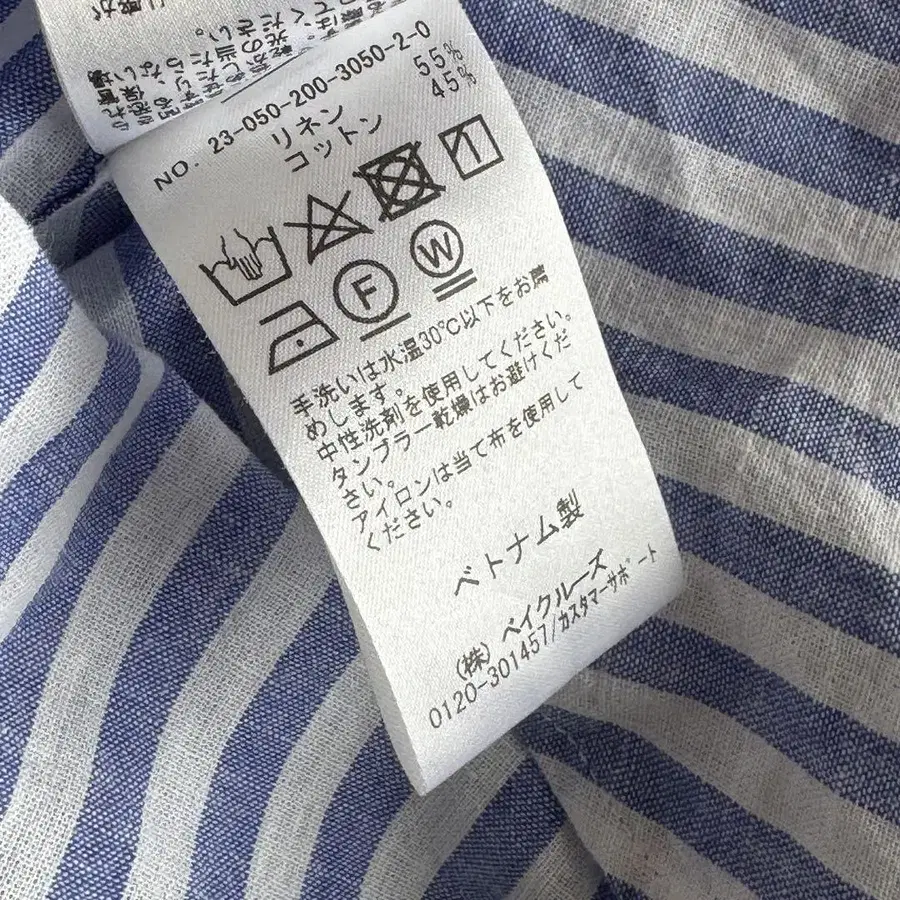 NO. 23-050-200-3050-2-0
リネン 55%
コットン 45%
F
W
手洗いは水温30℃以下をお薦
めします。
中性洗剤を使用してください。
タンブラー乾燥はお避けくだ
さい。
アイロンは当て布を使用して
ください。
ベトナム製
(株) ベイクルーズ
0120-301457/カスタマーサポート